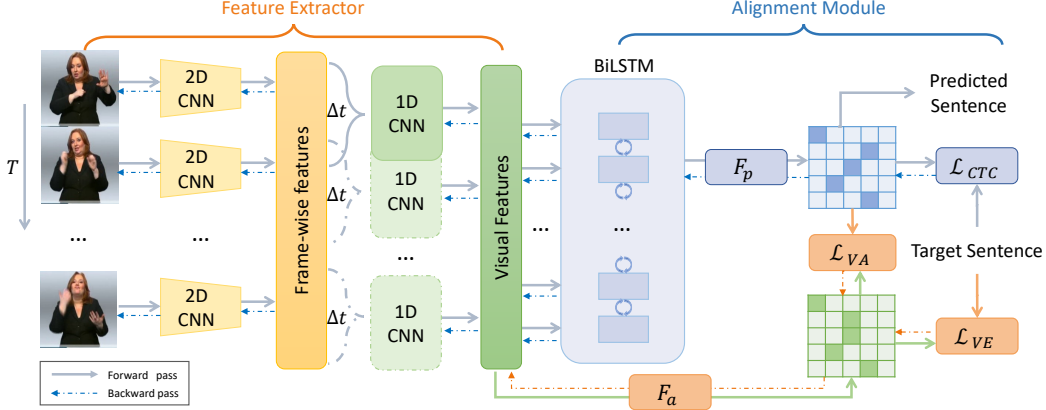 Feature Extractor
Alignment Module
T
...
2D
CNN
2D
CNN
...
2D
CNN
Frame-wise features
Δt
Δt
Δt
1D
CNN
1D
CNN
...
1D
CNN
Visual Features
...
BiLSTM
...
F_p
Predicted
Sentence
L_CTC
L_VA
Target Sentence
L_VE
F_a
Forward pass
Backward pass